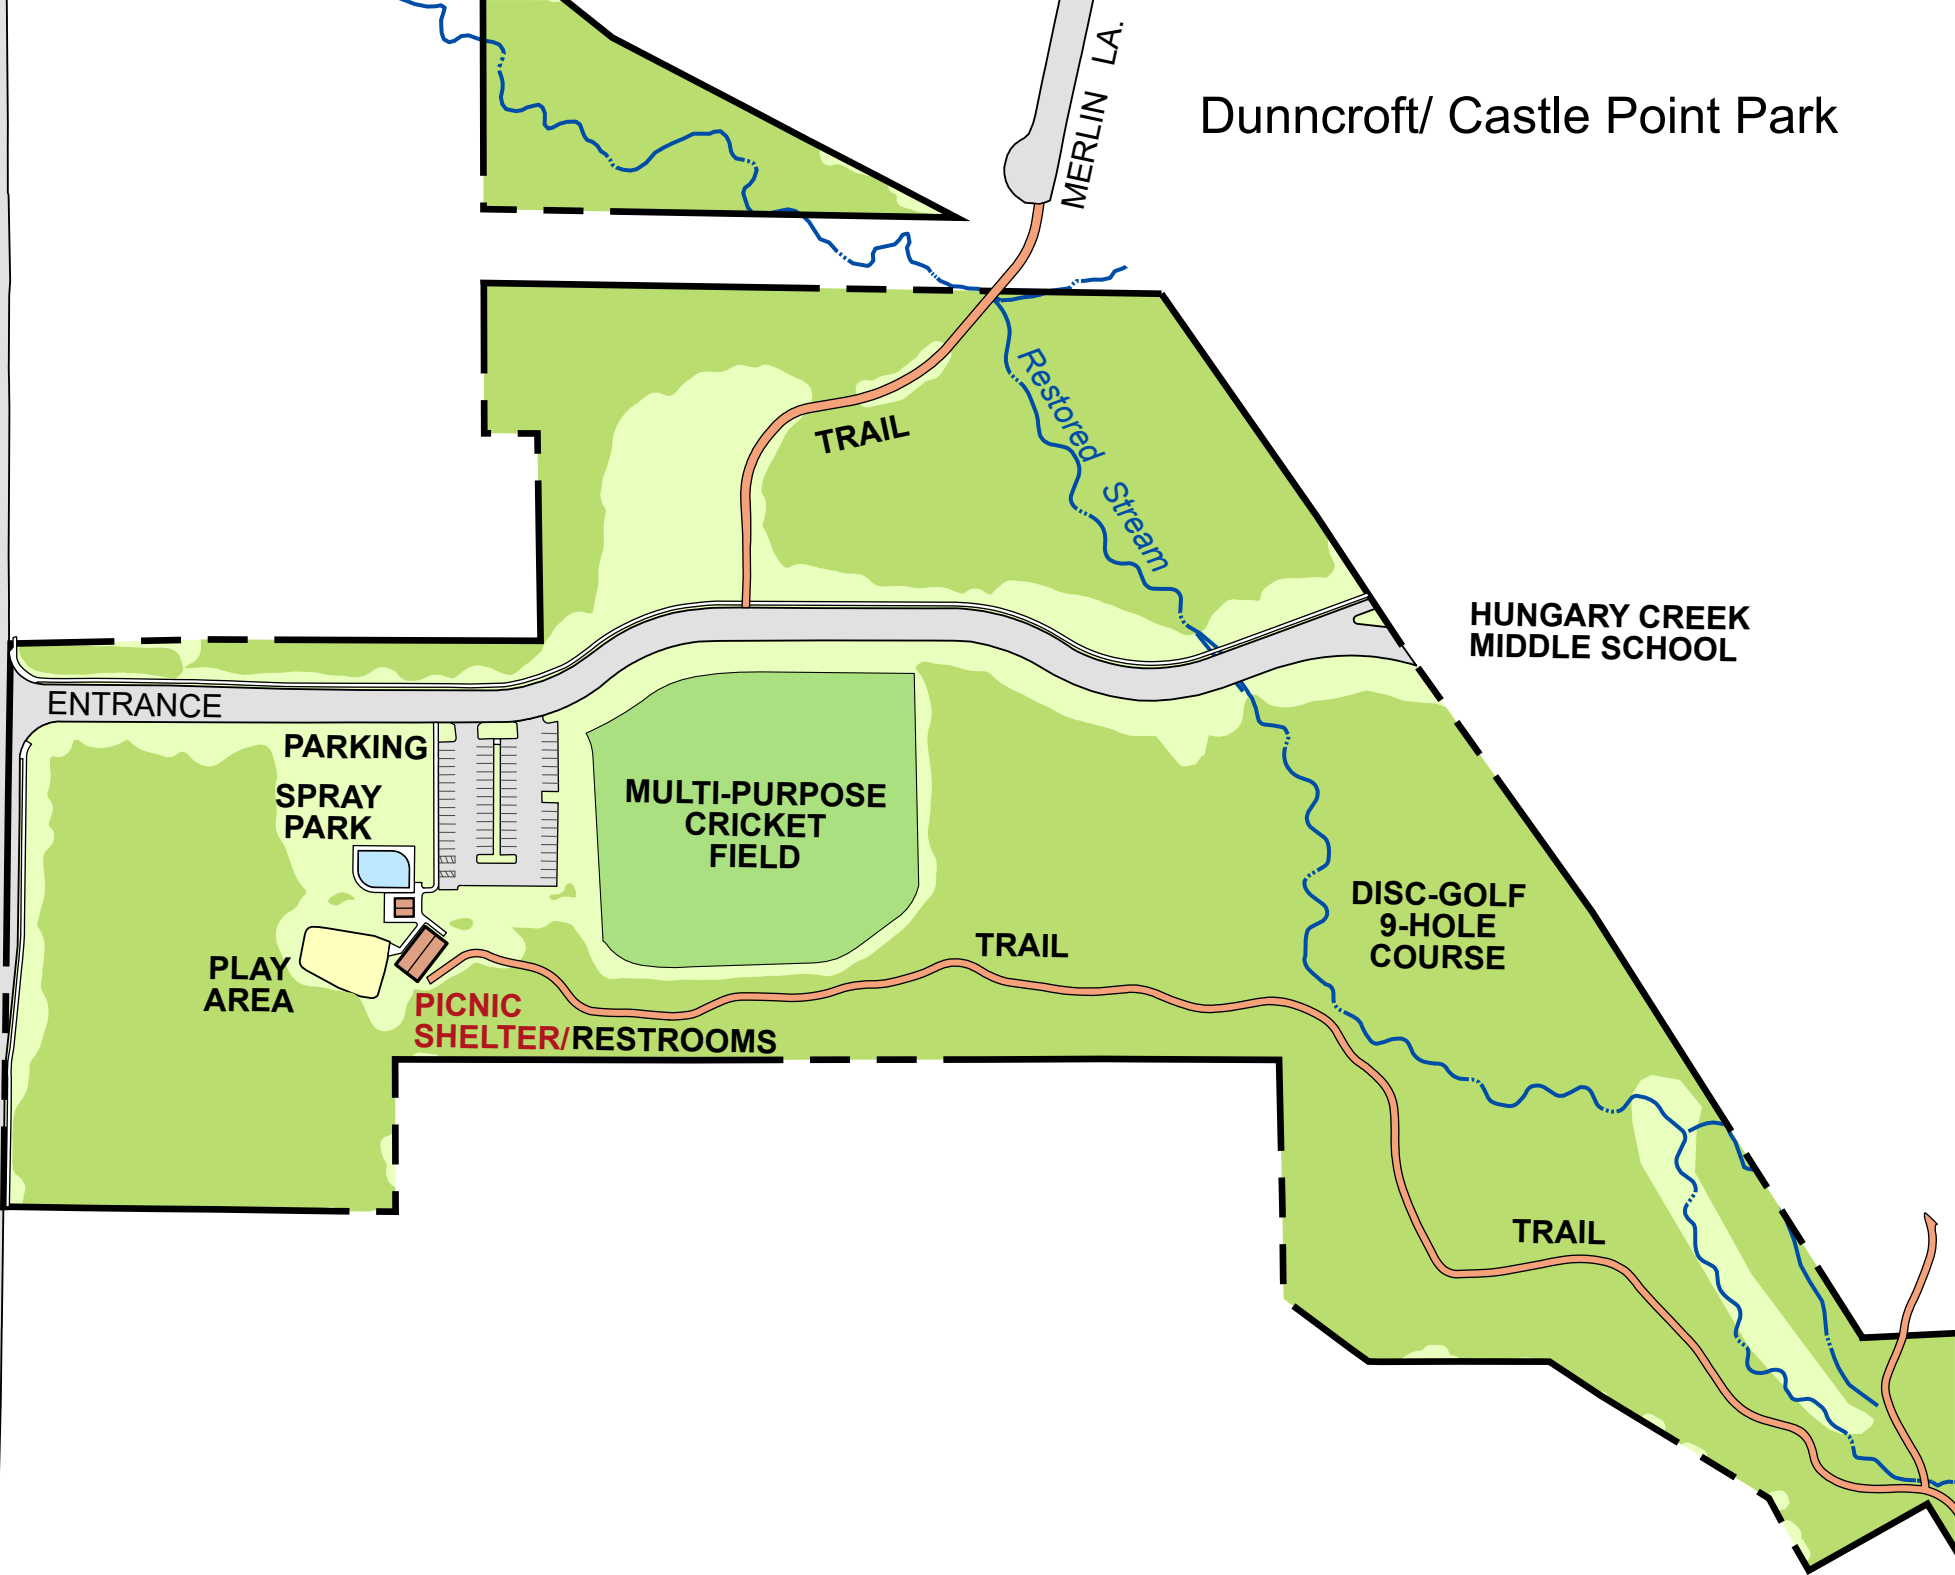 MERLIN LA.
Dunncroft/ Castle Point Park
TRAIL
Restored Stream
HUNGARY CREEK
MIDDLE SCHOOL
ENTRANCE
PARKING
SPRAY
PARK
MULTI-PURPOSE
CRICKET
FIELD
DISC-GOLF
9-HOLE
COURSE
TRAIL
PLAY
AREA
PICNIC
SHELTER/RESTROOMS
TRAIL